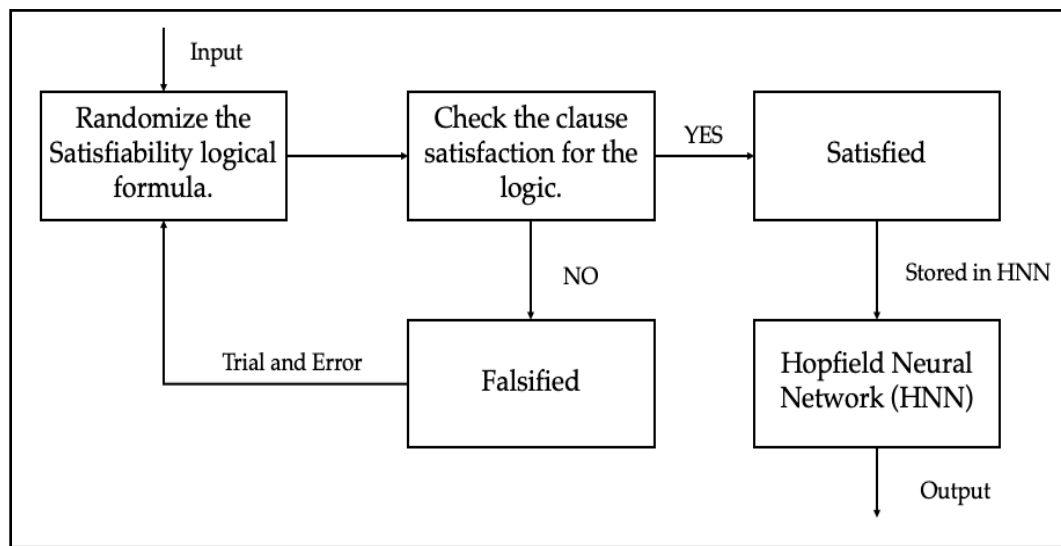 Input
Randomize the
Satisfiability logical
formula.
Check the clause
satisfaction for the
logic.
YES
Satisfied
NO
Stored in HNN
Trial and Error
Falsified
Hopfield Neural
Network (HNN)
Output